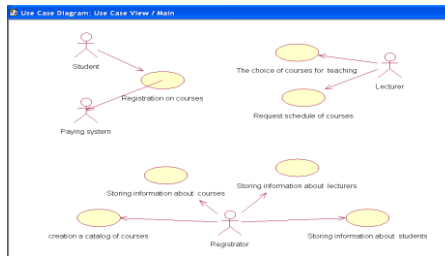 Use Case Diagram: Use Case View / Main
Student
The choice of courses for teaching
Lecturer
Registration on courses
Paying system
Request schedule of courses
Storing information about courses
Storing information about lecturers
creation a catalog of courses
Registrator
Storing information about students